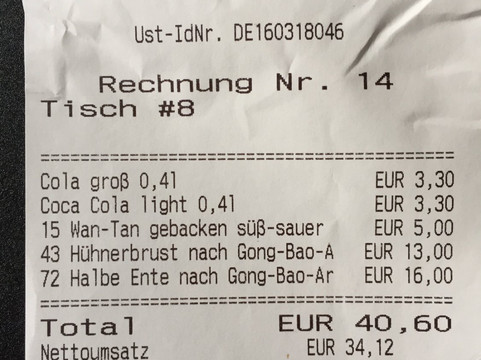 Ust-IdNr. DE160318046
Rechnung Nr. 14
Tisch #8
========================================
Cola groß 0,4l EUR 3,30
Coca Cola light 0,4l EUR 3,30
15 Wan-Tan gebacken süß-sauer EUR 5,00
43 Hühnerbrust nach Gong-Bao-A EUR 13,00
72 Halbe Ente nach Gong-Bao-Ar EUR 16,00
========================================
Total EUR 40,60
Nettoumsatz EUR 34,12